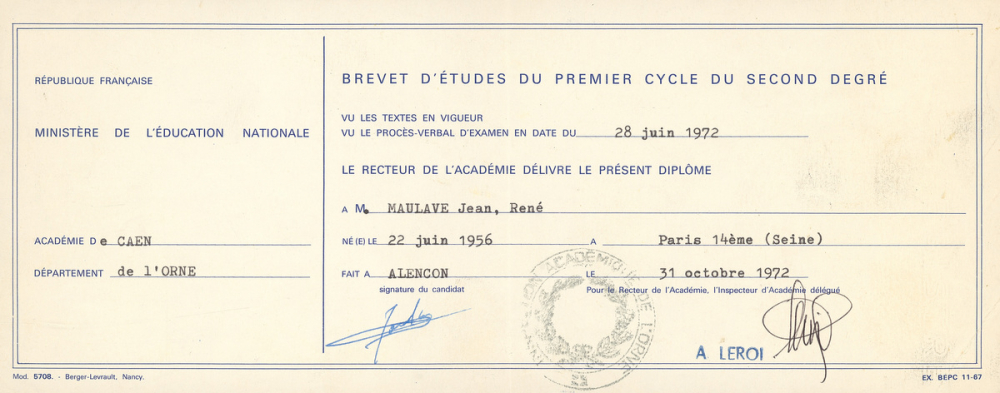 RÉPUBLIQUE FRANÇAISE
MINISTÈRE DE L'ÉDUCATION NATIONALE
ACADÉMIE De CAEN
DÉPARTEMENT de l'ORNE
BREVET D'ÉTUDES DU PREMIER CYCLE DU SECOND DEGRÉ
VU LES TEXTES EN VIGUEUR
VU LE PROCÈS-VERBAL D'EXAMEN EN DATE DU 28 juin 1972
LE RECTEUR DE L'ACADÉMIE DÉLIVRE LE PRÉSENT DIPLÔME
A M. MAULAVE Jean, René
NÉ (E) LE 22 juin 1956 A Paris 14ème (Seine)
FAIT A ALENCON LE 31 octobre 1972
signature du candidat
Pour le Recteur de l'Académie, l'Inspecteur d'Académie délégué
ACADÉMIQUE DE L'ORNE
A. LEROI
Mod. 5708. - Berger-Levrault, Nancy.
EX. BEPC 11-67